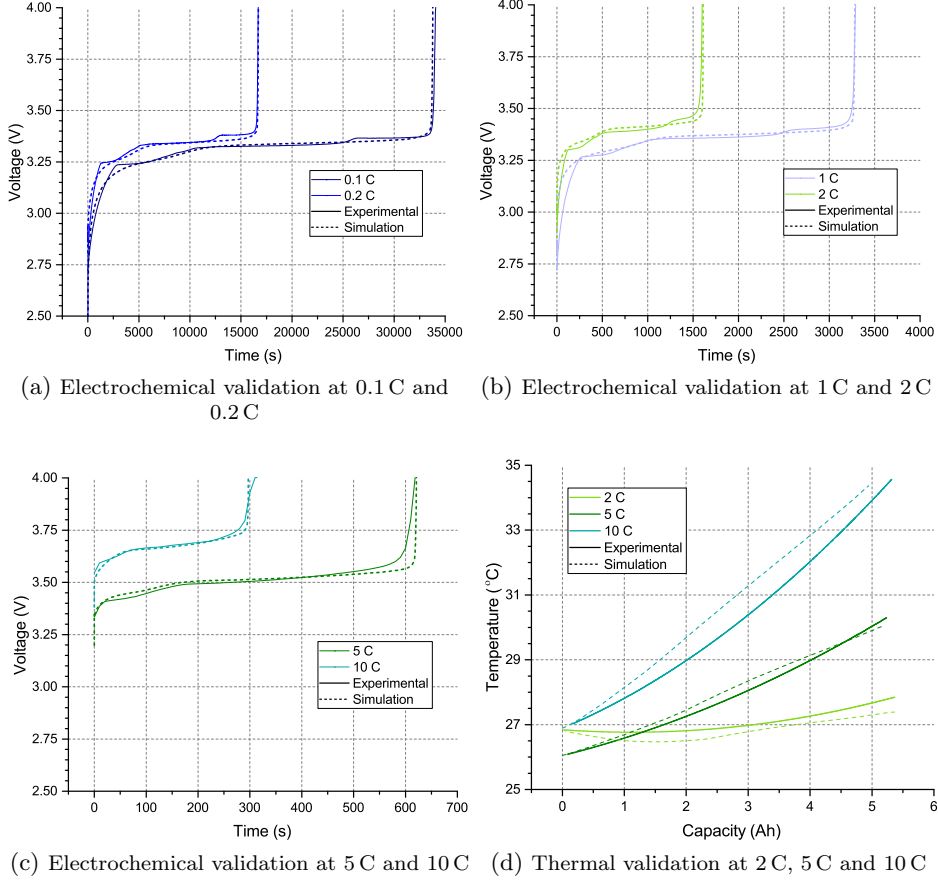 4.00
3.75
3.50
3.25
3.00
2.75
2.50
Voltage (V)
0 5000 10000 15000 20000 25000 30000 35000
Time (s)
0.1 C
0.2 C
Experimental
Simulation
(a) Electrochemical validation at 0.1 C and
0.2 C
4.00
3.75
3.50
3.25
3.00
2.75
2.50
Voltage (V)
0 500 1000 1500 2000 2500 3000 3500 4000
Time (s)
1 C
2 C
Experimental
Simulation
(b) Electrochemical validation at 1 C and 2 C
4.00
3.75
3.50
3.25
3.00
2.75
2.50
Voltage (V)
0 100 200 300 400 500 600 700
Time (s)
5 C
10 C
Experimental
Simulation
(c) Electrochemical validation at 5 C and 10 C
35
33
31
29
27
25
Temperature (°C)
0 1 2 3 4 5 6
Capacity (Ah)
2 C
5 C
10 C
Experimental
Simulation
(d) Thermal validation at 2 C, 5 C and 10 C